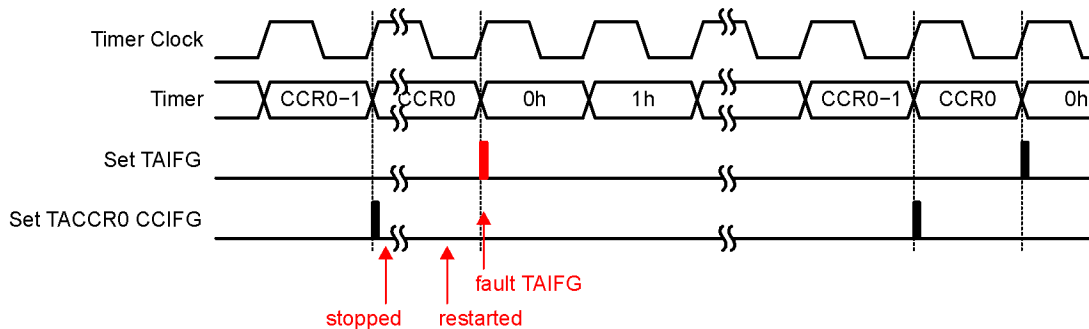 Timer Clock
Timer CCR0−1 CCR0 0h 1h CCR0−1 CCR0 0h
Set TAIFG
Set TACCR0 CCIFG
fault TAIFG
stopped restarted